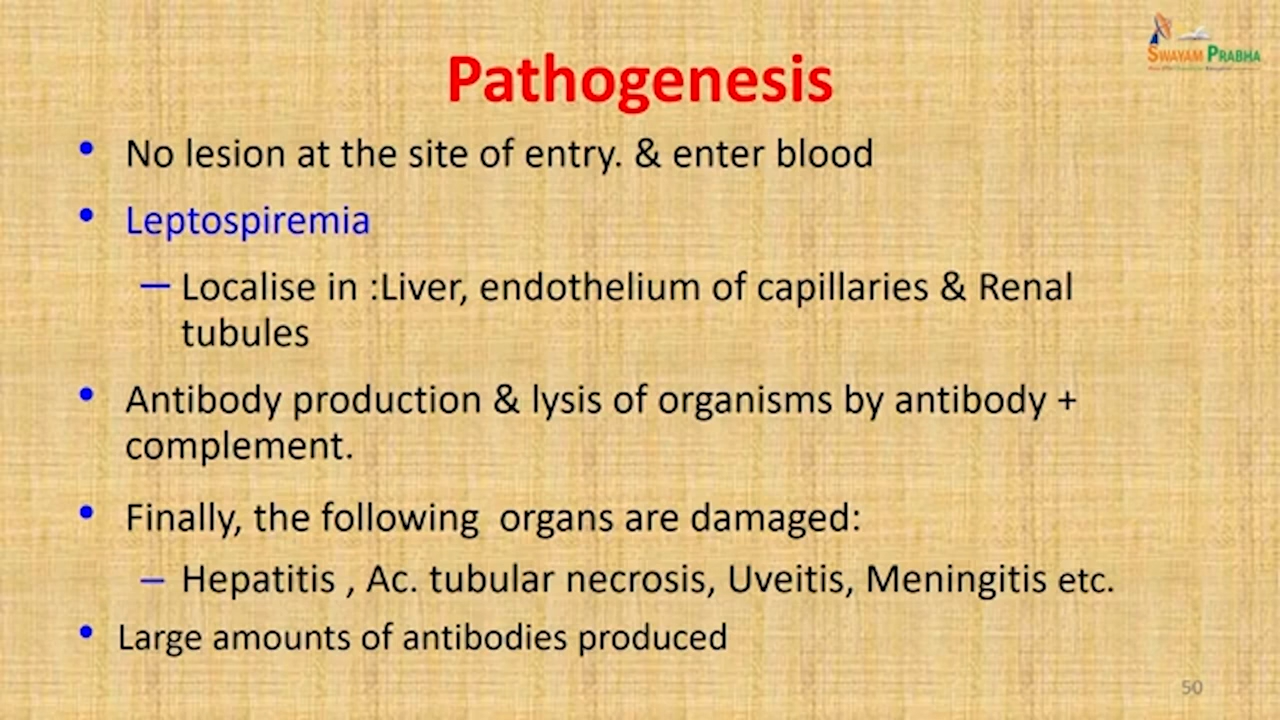 SWAYAM PRABHA
Pathogenesis
• No lesion at the site of entry. & enter blood
• Leptospiremia
– Localise in :Liver, endothelium of capillaries & Renal
tubules
• Antibody production & lysis of organisms by antibody +
complement.
• Finally, the following organs are damaged:
– Hepatitis , Ac. tubular necrosis, Uveitis, Meningitis etc.
• Large amounts of antibodies produced
50